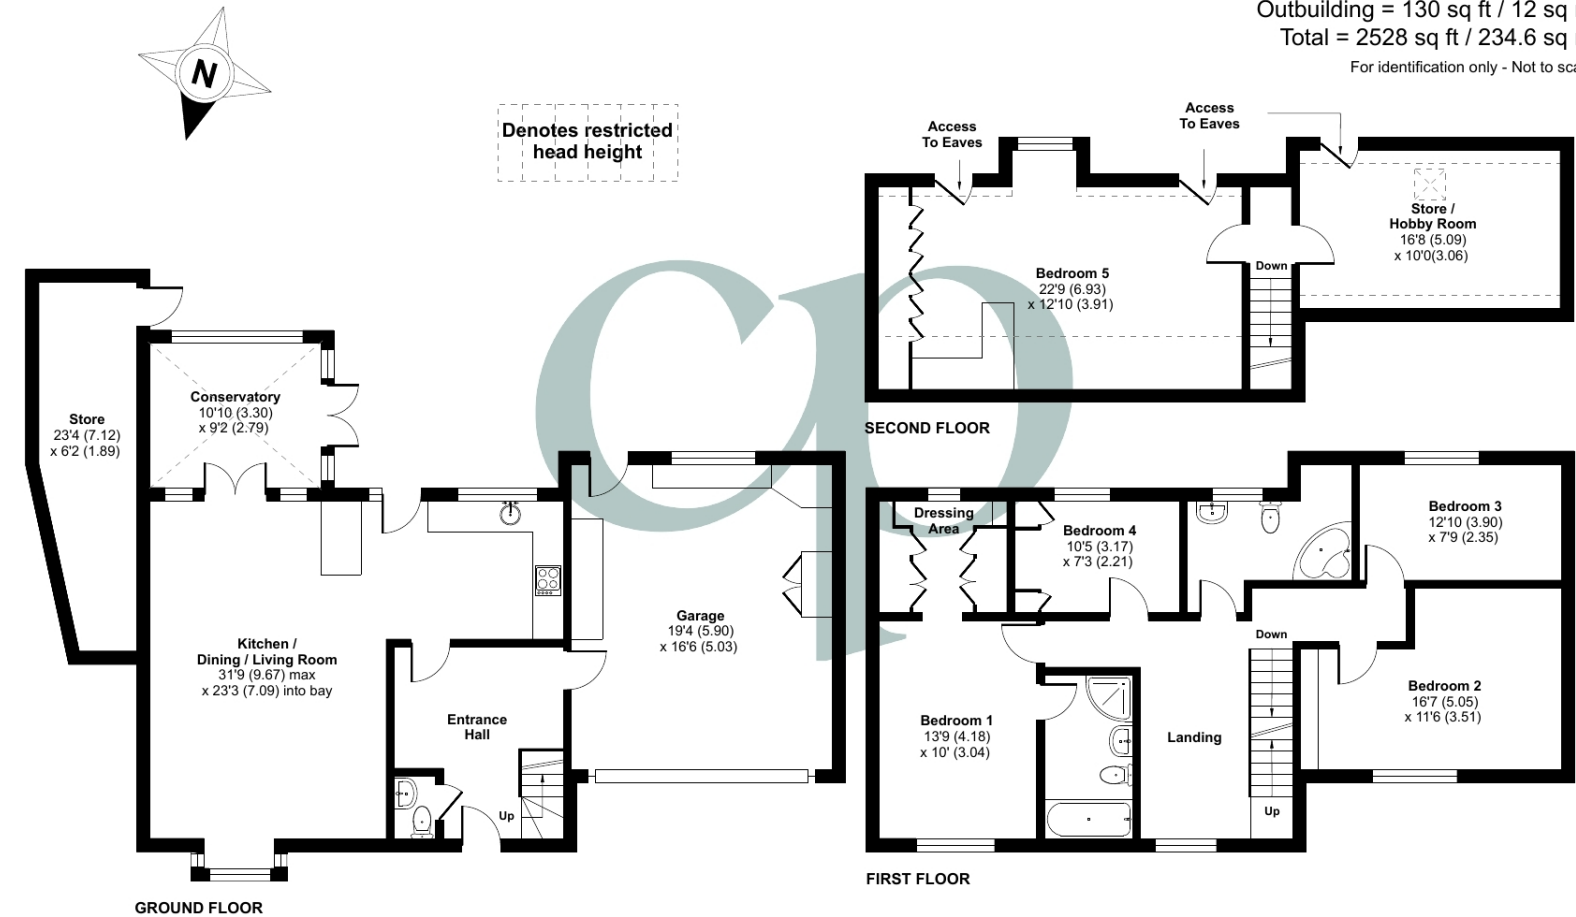 Outbuilding = 130 sq ft / 12 sq
Total = 2528 sq ft / 234.6 sq
For identification only - Not to
N
Denotes restricted
head height
Access
To Eaves
Access
To Eaves
Store /
Hobby Room
16'8 (5.09)
x 10'0(3.06)
Down
Bedroom 5
22'9 (6.93)
x 12'10 (3.91)
SECOND FLOOR
Conservatory
10'10 (3.30)
x 9'2 (2.79)
Store
23'4 (7.12)
x 6'2 (1.89)
Kitchen /
Dining / Living Room
31'9 (9.67) max
x 23'3 (7.09) into bay
Entrance
Hall
Up
Garage
19'4 (5.90)
x 16'6 (5.03)
GROUND FLOOR
cp
Dressing
Area
Bedroom 4
10'5 (3.17)
x 7'3 (2.21)
Bedroom 3
12'10 (3.90)
x 7'9 (2.35)
Down
Bedroom 2
16'7 (5.05)
x 11'6 (3.51)
Bedroom 1
13'9 (4.18)
x 10' (3.04)
Landing
Up
FIRST FLOOR